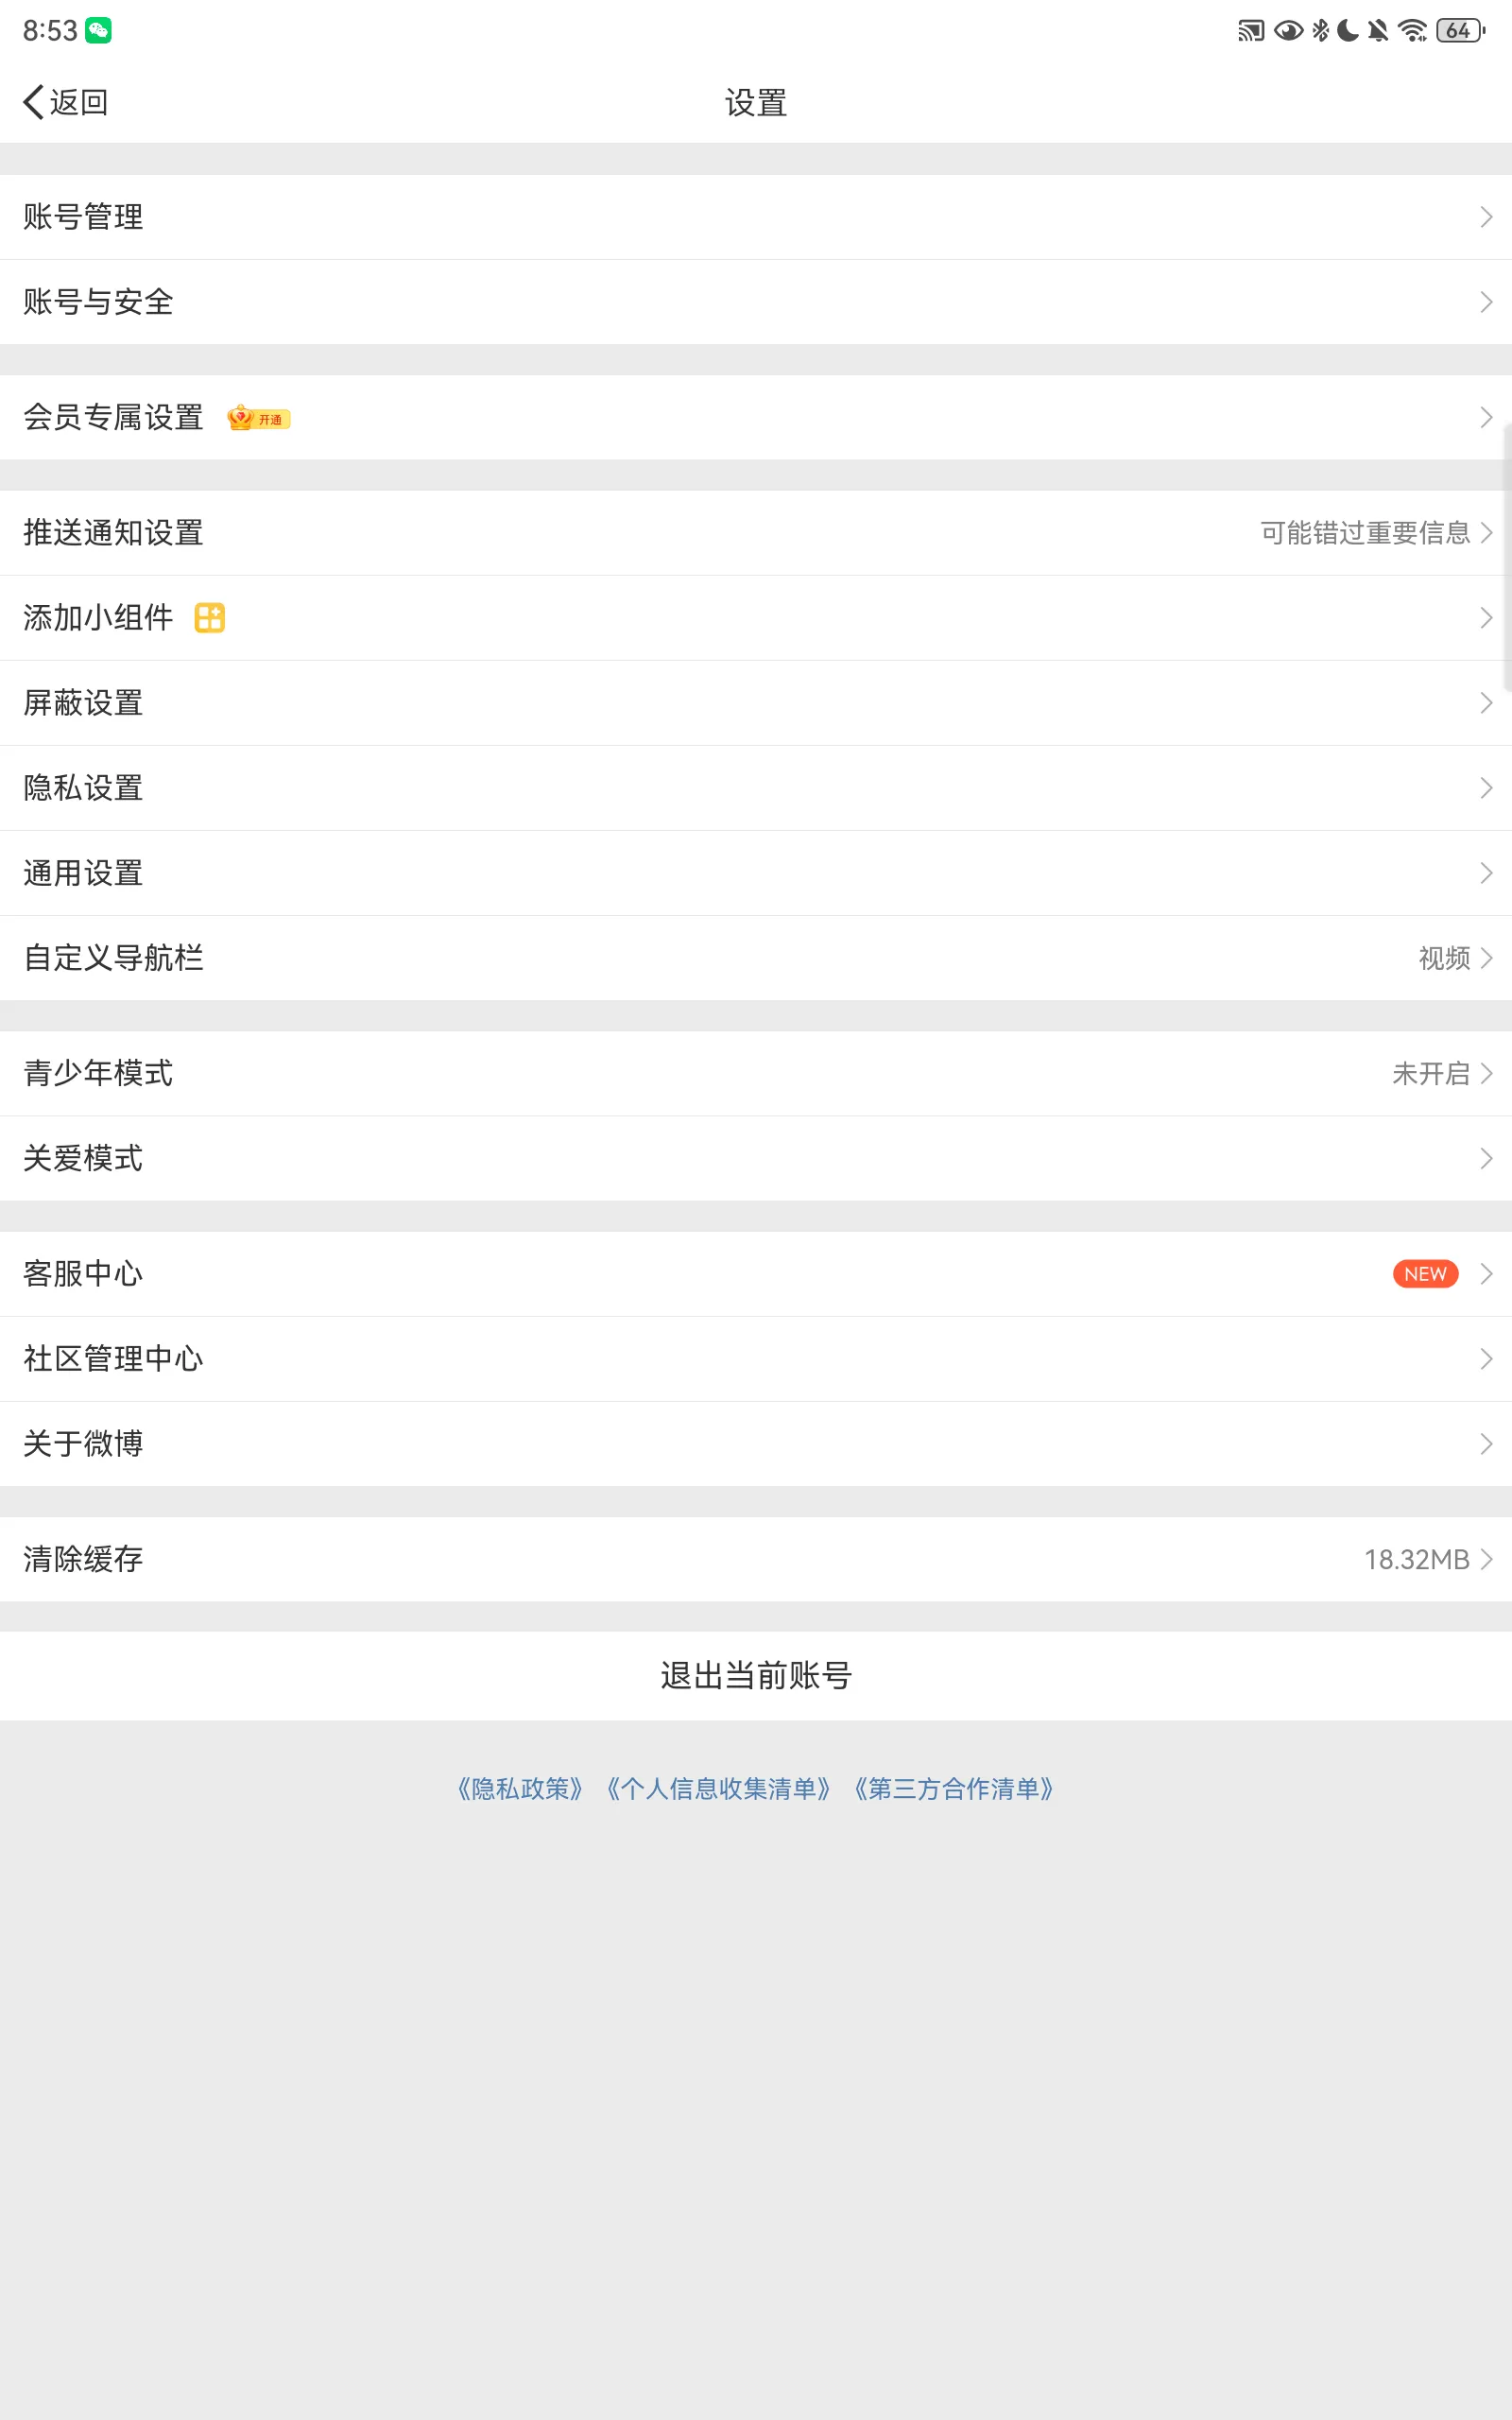 8:53
64
返回
设置
账号管理
账号与安全
会员专属设置 开通
推送通知设置 可能错过重要信息
添加小组件
屏蔽设置
隐私设置
通用设置
自定义导航栏 视频
青少年模式 未开启
关爱模式
客服中心 NEW
社区管理中心
关于微博
清除缓存 18.32MB
退出当前账号
《隐私政策》《个人信息收集清单》《第三方合作清单》